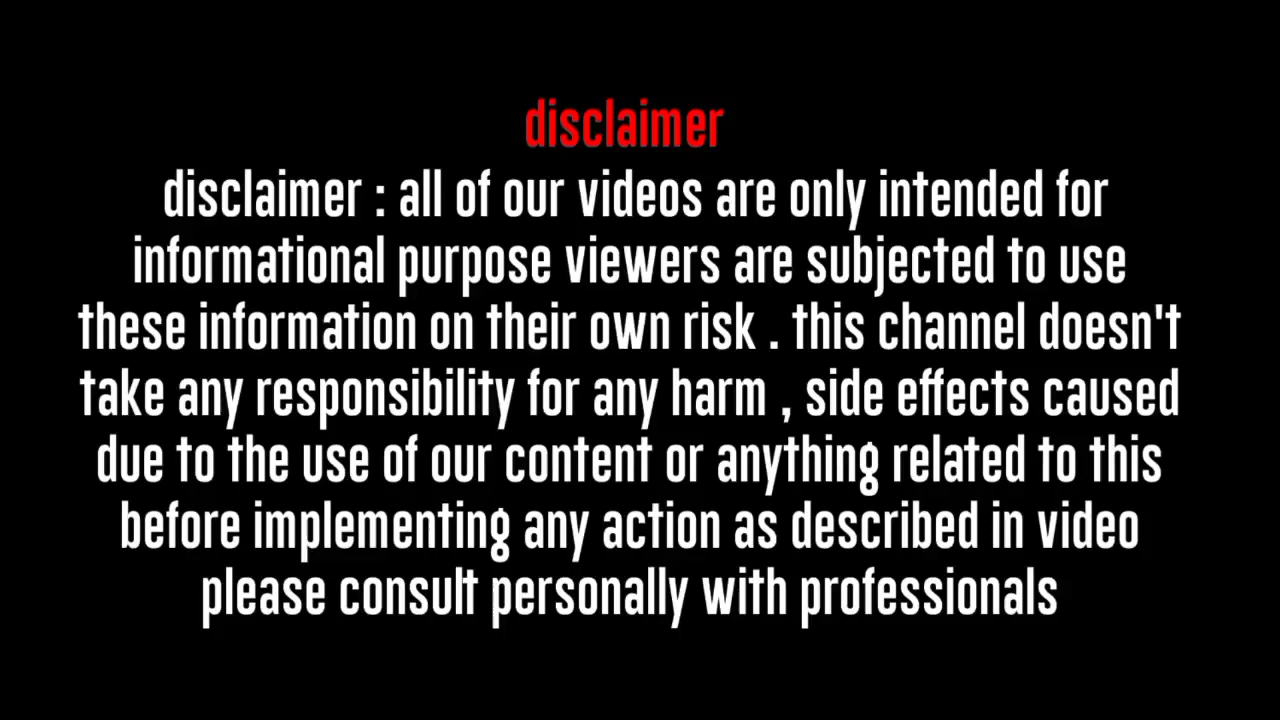 disclaimer
disclaimer : all of our videos are only intended for
informational purpose viewers are subjected to use
these information on their own risk . this channel doesn't
take any responsibility for any harm , side effects caused
due to the use of our content or anything related to this
before implementing any action as described in video
please consult personally with professionals